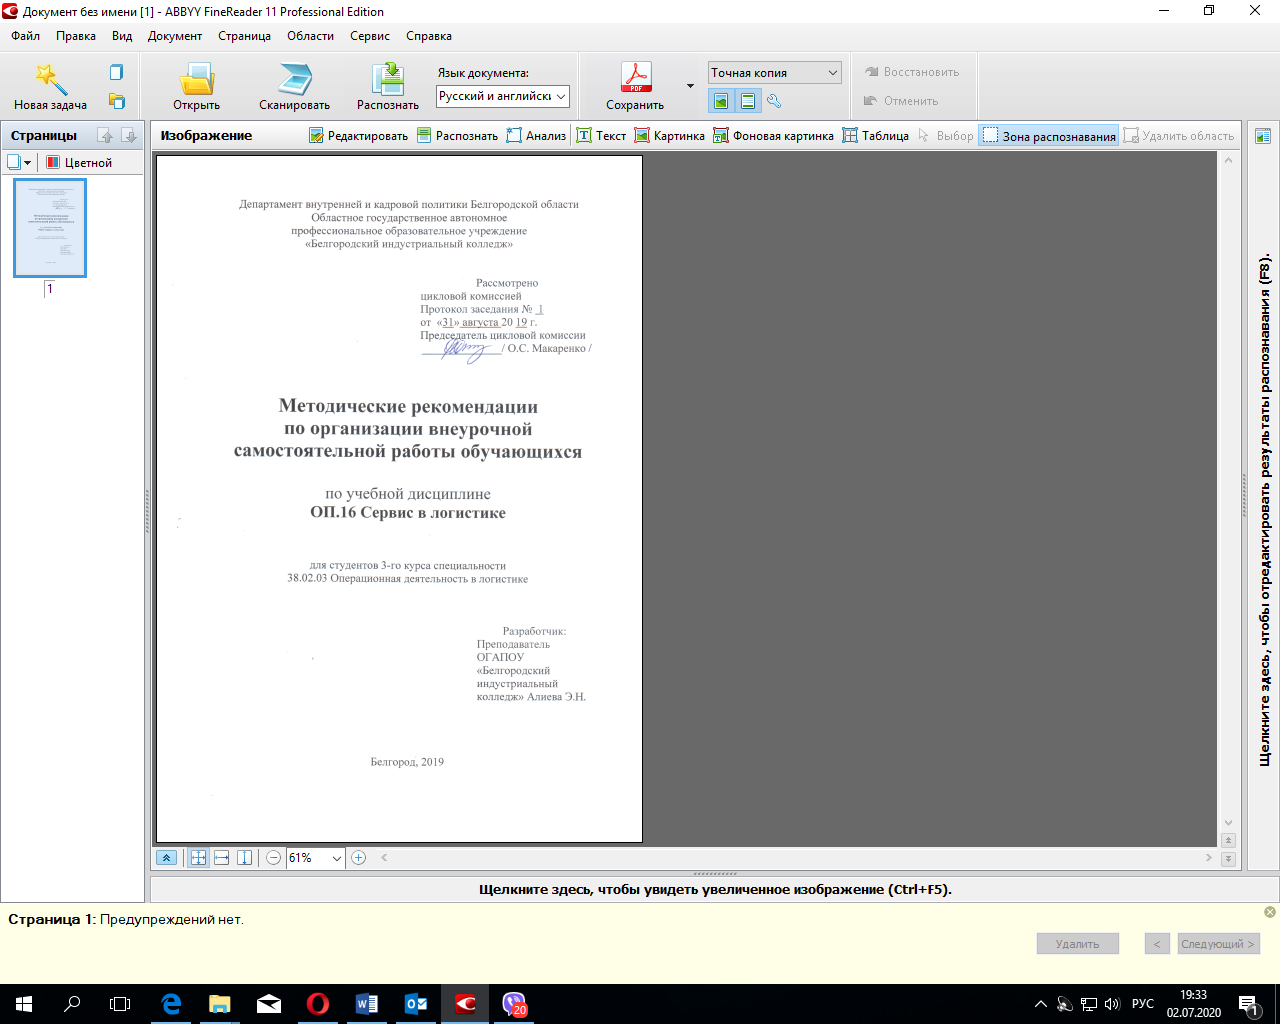 Документ без имени [1] - ABBYY FineReader 11 Professional Edition
Файл Правка Вид Документ Страница Области Сервис Справка
Новая задача
Открыть
Сканировать
Распознать
Язык документа:
Русский и английски
PDF
Сохранить
Точная копия
Восстановить
Отменить
Страницы
Цветной
1
Изображение
Редактировать Распознать Анализ Текст Картинка Фоновая картинка Таблица Выбор Зона распознавания Удалить область
Департамент внутренней и кадровой политики Белгородской области
Областное государственное автономное
профессиональное образовательное учреждение
«Белгородский индустриальный колледж»
Рассмотрено
цикловой комиссией
Протокол заседания № 1
от «31» августа 20 19 г.
Председатель цикловой комиссии
/ О.С. Макаренко /
Методические рекомендации
по организации внеурочной
самостоятельной работы обучающихся
по учебной дисциплине
ОП.16 Сервис в логистике
для студентов 3-го курса специальности
38.02.03 Операционная деятельность в логистике
Разработчик:
Преподаватель
ОГАПОУ
«Белгородский
индустриальный
колледж» Алиева Э.Н.
Белгород, 2019
Щелкните здесь, чтобы отредактировать результаты распознавания (F8).
61%
Щелкните здесь, чтобы увидеть увеличенное изображение (Ctrl+F5).
Страница 1: Предупреждений нет.
Удалить < Следующий >
20
РУС
19:33
02.07.2020
1